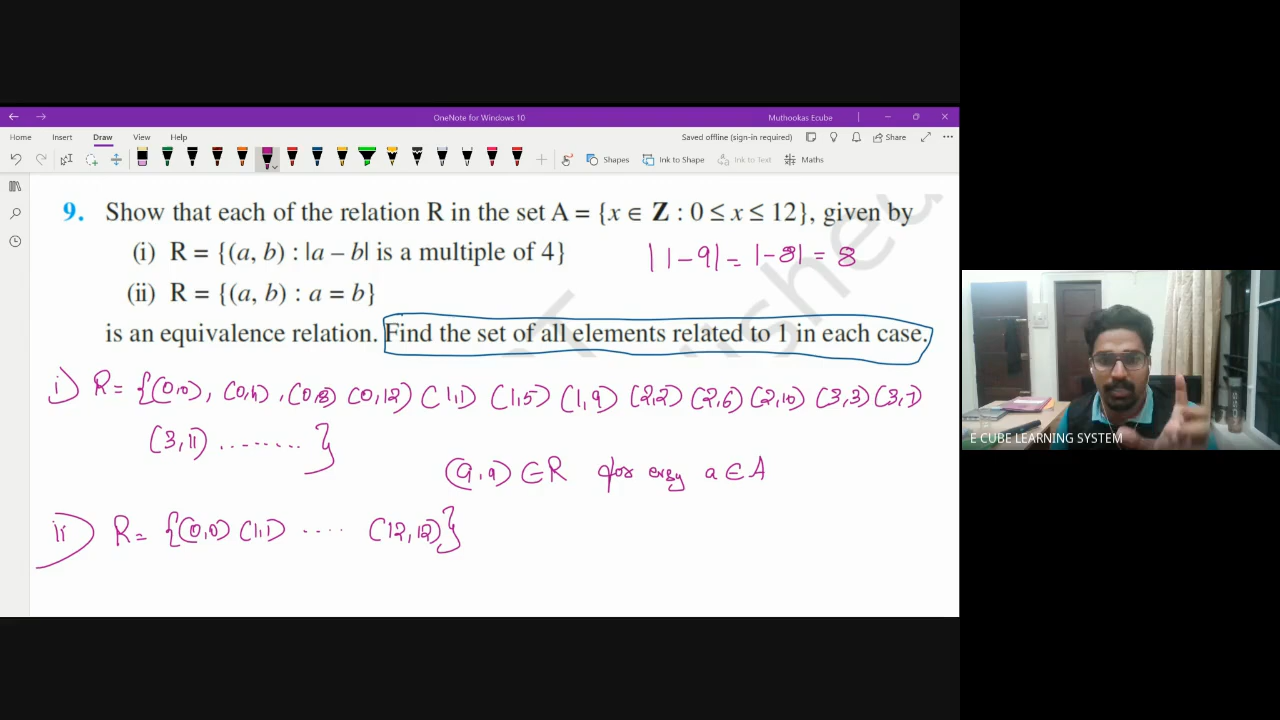 OneNote for Windows 10
Muthookas Ecube
Home Insert Draw View Help
Saved offline (sign-in required) Share
Shapes Ink to Shape Ink to Text Maths
9. Show that each of the relation R in the set A = {x ∈ Z : 0 ≤ x ≤ 12}, given by
(i) R = {(a, b) : |a – b| is a multiple of 4}
|1-9| = |-8| = 8
(ii) R = {(a, b) : a = b}
is an equivalence relation. Find the set of all elements related to 1 in each case.
i) R = {(0,0), (0,4), (0,8) (0,12) (1,1) (1,5) (1,9) (2,2) (2,6) (2,10) (3,3) (3,7)
(3,11) ........ }
(a,a) ∈ R for every a ∈ A
ii) R = {(0,0) (1,1) .... (12,12)}
E CUBE LEARNING SYSTEM